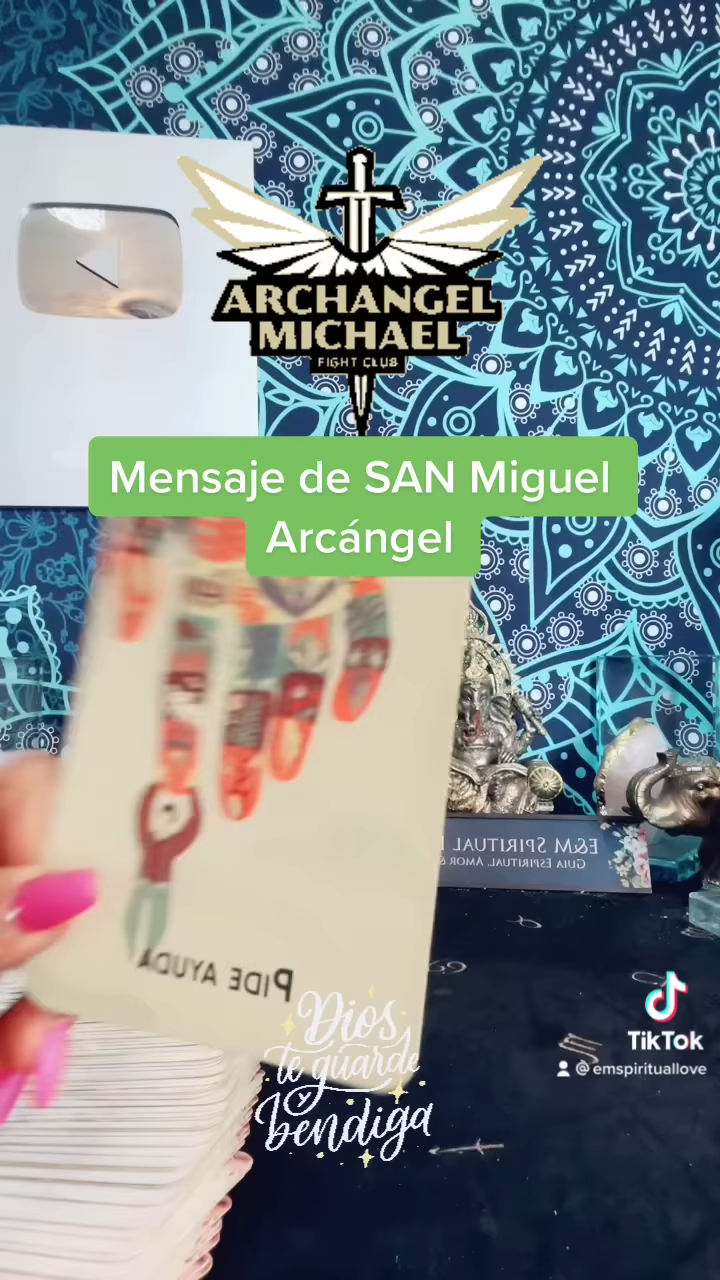 ARCHANGEL
MICHAEL
FIGHT CLUB
Mensaje de SAN Miguel
Arcángel
E&M SPIRITUAL
GUIA ESPIRITUAL, AMOR &
PIDE AYUDA
Dios
te guarde
y
bendiga
TikTok
@emspirituallove